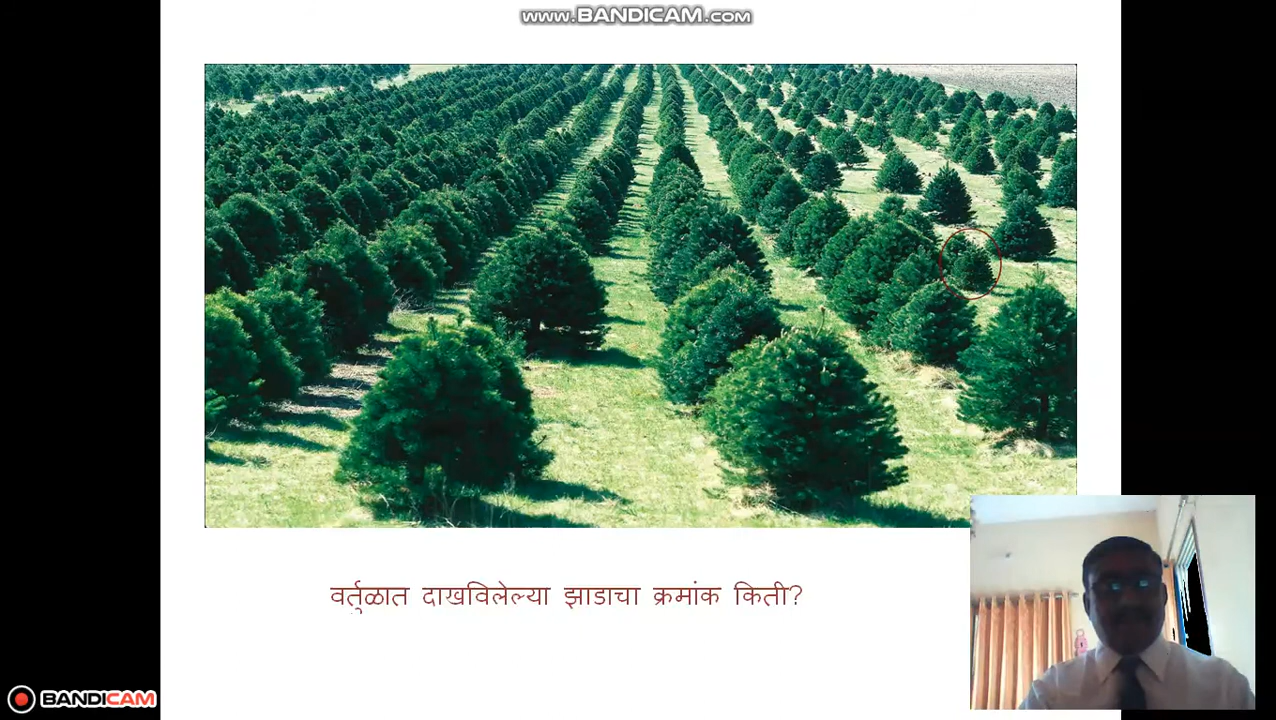 www.BANDICAM.com
वर्तुळात दाखविलेल्या झाडाचा क्रमांक किती?
BANDICAM